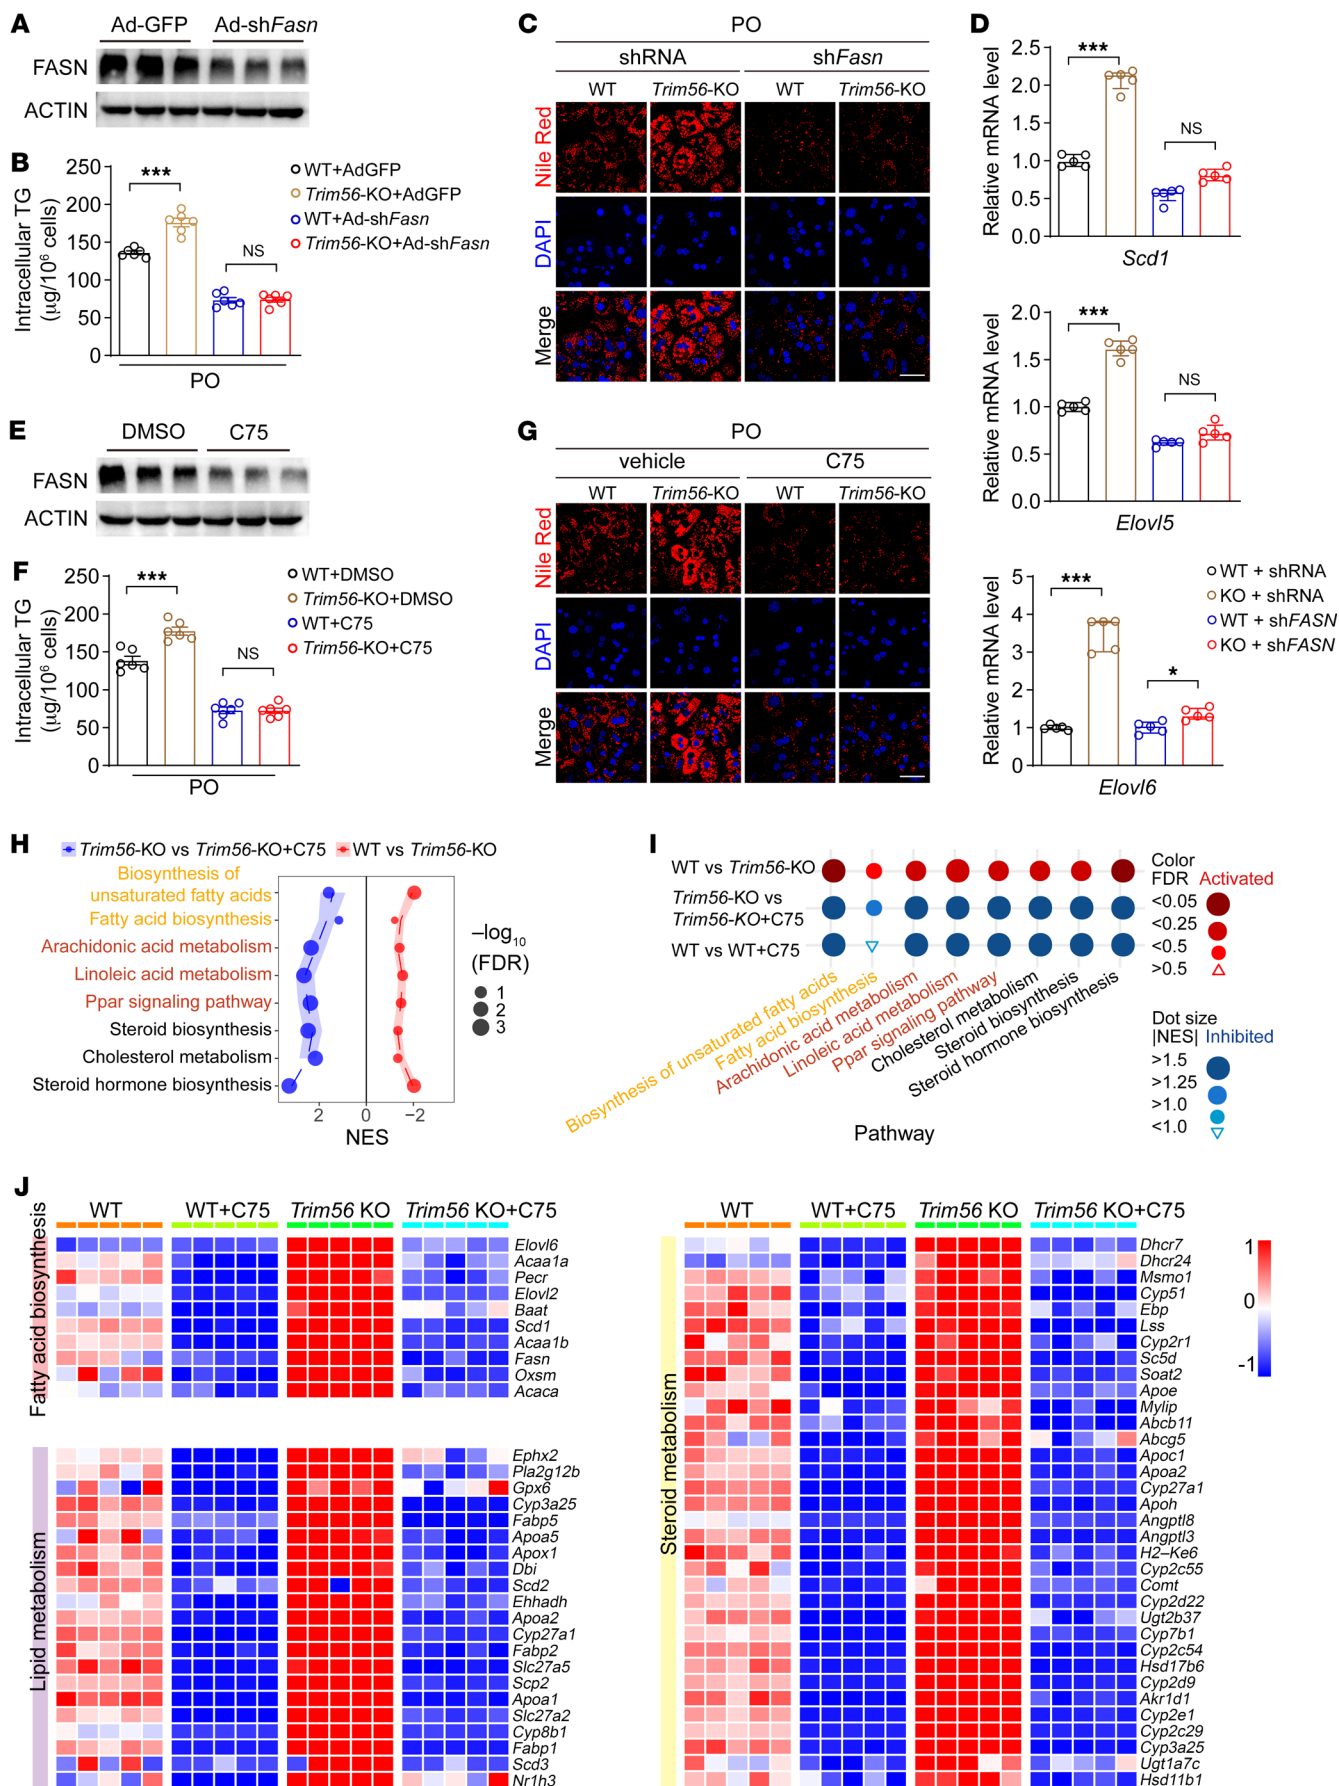 A
Ad-GFP
Ad-shFasn
FASN
ACTIN
B
Intracellular TG
(µg/10⁶ cells)
250
200
150
100
50
0
***
NS
PO
WT+AdGFP
Trim56-KO+AdGFP
WT+Ad-shFasn
Trim56-KO+Ad-shFasn
C
PO
shRNA
shFasn
WT
Trim56-KO
WT
Trim56-KO
Nile Red
DAPI
Merge
D
Relative mRNA level
2.5
2.0
1.5
1.0
0.5
0.0
***
NS
Scd1
Relative mRNA level
2.0
1.5
1.0
0.5
0.0
***
NS
Elovl5
Relative mRNA level
5
4
3
2
1
0
***
*
Elovl6
WT + shRNA
KO + shRNA
WT + shFASN
KO + shFASN
E
DMSO
C75
FASN
ACTIN
F
Intracellular TG
(µg/10⁶ cells)
250
200
150
100
50
0
***
NS
PO
WT+DMSO
Trim56-KO+DMSO
WT+C75
Trim56-KO+C75
G
PO
vehicle
C75
WT
Trim56-KO
WT
Trim56-KO
Nile Red
DAPI
Merge
H
Trim56-KO vs Trim56-KO+C75
WT vs Trim56-KO
Biosynthesis of
unsaturated fatty acids
Fatty acid biosynthesis
Arachidonic acid metabolism
Linoleic acid metabolism
Ppar signaling pathway
Steroid biosynthesis
Cholesterol metabolism
Steroid hormone biosynthesis
2
0
−2
NES
–log₁₀
(FDR)
1
2
3
I
WT vs Trim56-KO
Trim56-KO vs
Trim56-KO+C75
WT vs WT+C75
Biosynthesis of unsaturated fatty acids
Fatty acid biosynthesis
Arachidonic acid metabolism
Linoleic acid metabolism
Ppar signaling pathway
Cholesterol metabolism
Steroid biosynthesis
Steroid hormone biosynthesis
Pathway
Color
FDR Activated
<0.05
<0.25
<0.5
>0.5
Dot size
|NES| Inhibited
>1.5
>1.25
>1.0
<1.0
J
WT
WT+C75
Trim56 KO
Trim56 KO+C75
Fatty acid biosynthesis
Elovl6
Acaa1a
Pecr
Elovl2
Baat
Scd1
Acaa1b
Fasn
Oxsm
Acaca
Lipid metabolism
Ephx2
Pla2g12b
Gpx6
Cyp3a25
Fabp5
Apoa5
Apox1
Dbi
Scd2
Ehhadh
Apoa2
Cyp27a1
Fabp2
Slc27a5
Scp2
Apoa1
Slc27a2
Cyp8b1
Fabp1
Scd3
Nr1h3
WT
WT+C75
Trim56 KO
Trim56 KO+C75
Steroid metabolism
Dhcr7
Dhcr24
Msmo1
Cyp51
Ebp
Lss
Cyp2r1
Sc5d
Soat2
Apoe
Mylip
Abcb11
Abcg5
Apoc1
Apoa2
Cyp27a1
Apoh
Angptl8
Angptl3
H2–Ke6
Cyp2c55
Comt
Cyp2d22
Ugt2b37
Cyp7b1
Cyp2c54
Hsd17b6
Cyp2d9
Akr1d1
Cyp2e1
Cyp2c29
Cyp3a25
Ugt1a7c
Hsd11b1
1
0
-1